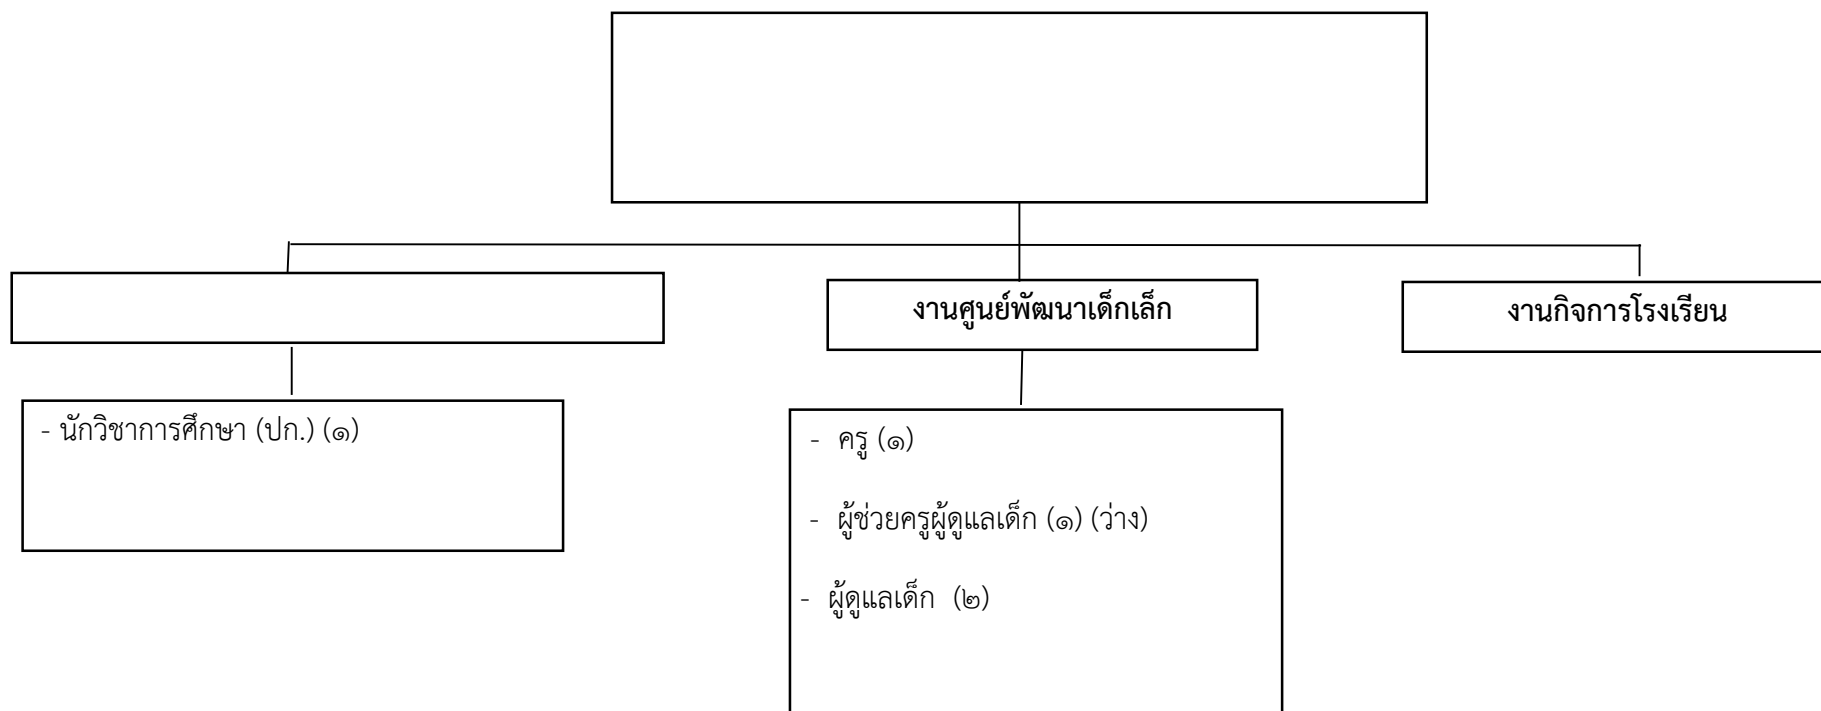 งานศูนย์พัฒนาเด็กเล็ก
งานกิจการโรงเรียน
- นักวิชาการศึกษา (ปก.) (๑)
- ครู (๑)
- ผู้ช่วยครูผู้ดูแลเด็ก (๑) (ว่าง)
- ผู้ดูแลเด็ก (๒)